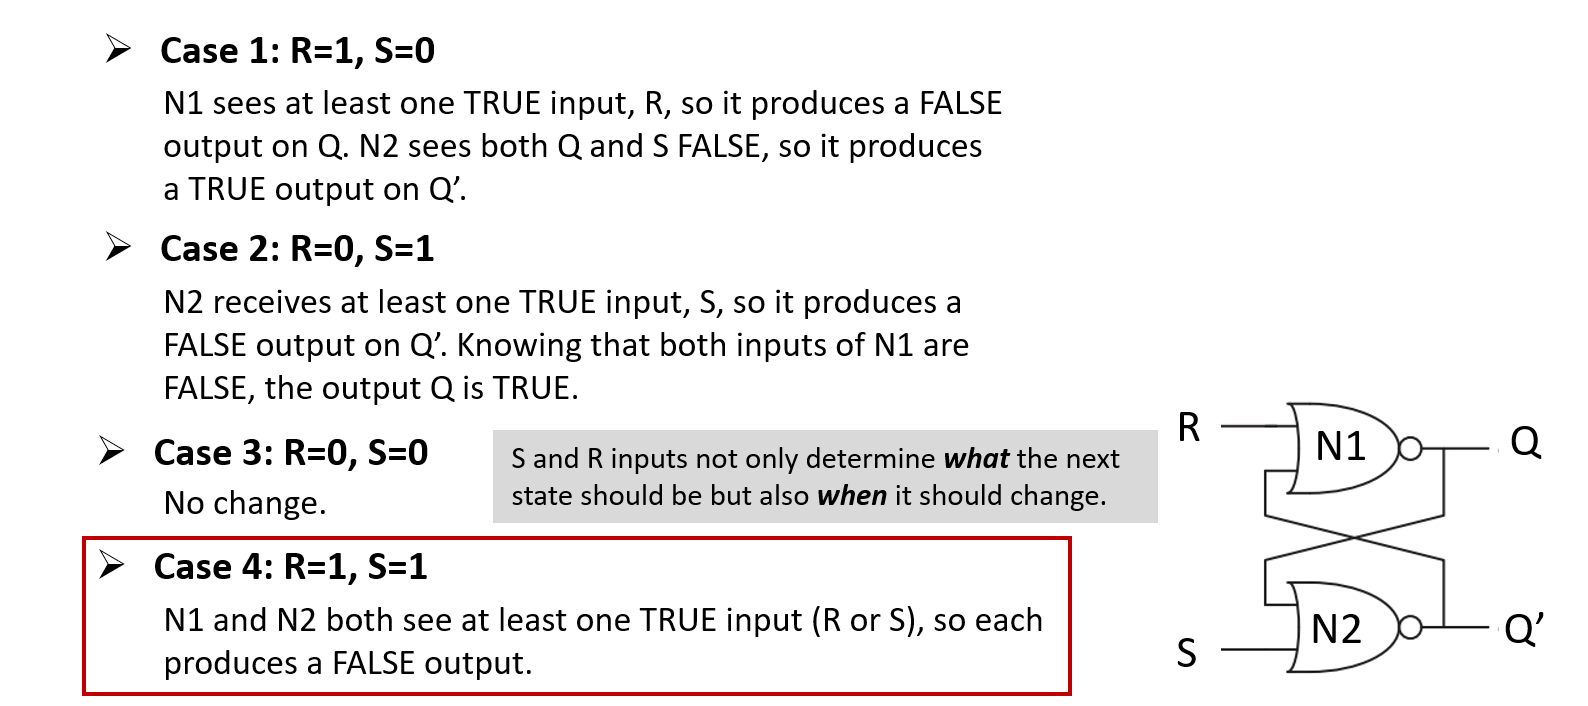 ➢ Case 1: R=1, S=0
N1 sees at least one TRUE input, R, so it produces a FALSE
output on Q. N2 sees both Q and S FALSE, so it produces
a TRUE output on Q’.
➢ Case 2: R=0, S=1
N2 receives at least one TRUE input, S, so it produces a
FALSE output on Q’. Knowing that both inputs of N1 are
FALSE, the output Q is TRUE.
➢ Case 3: R=0, S=0
No change.
S and R inputs not only determine what the next
state should be but also when it should change.
➢ Case 4: R=1, S=1
N1 and N2 both see at least one TRUE input (R or S), so each
produces a FALSE output.
R
N1
Q
N2
Q’
S